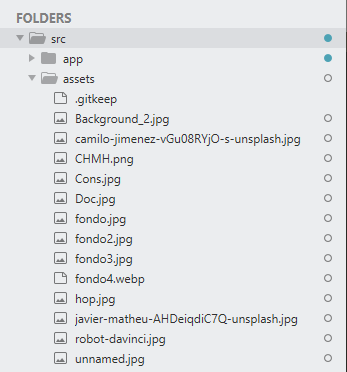 FOLDERS
src
app
assets
.gitkeep
Background_2.jpg
camilo-jimenez-vGu08RYjO-s-unsplash.jpg
CHMH.png
Cons.jpg
Doc.jpg
fondo.jpg
fondo2.jpg
fondo3.jpg
fondo4.webp
hop.jpg
javier-matheu-AHDeiqdiC7Q-unsplash.jpg
robot-davinci.jpg
unnamed.jpg